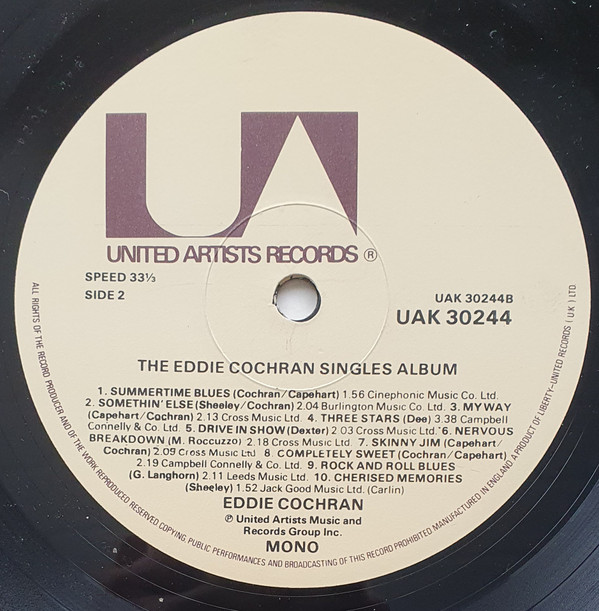 UA
UNITED ARTISTS RECORDS ®
SPEED 33⅓
SIDE 2
UAK 30244B
UAK 30244
THE EDDIE COCHRAN SINGLES ALBUM
1. SUMMERTIME BLUES (Cochran/Capehart) 1.56 Cinephonic Music Co. Ltd.
2. SOMETHIN' ELSE (Sheeley/Cochran) 2.04 Burlington Music Co. Ltd. 3. MY WAY
(Capehart/Cochran) 2.13 Cross Music Ltd. 4. THREE STARS (Dee) 3.38 Campbell
Connelly & Co. Ltd. 5. DRIVE IN SHOW (Dexter) 2.03 Cross Music Ltd. 6. NERVOUS
BREAKDOWN (M. Roccuzzo) 2.18 Cross Music Ltd. 7. SKINNY JIM (Capehart/
Cochran) 2.09 Cross Music Ltd 8. COMPLETELY SWEET (Cochran/Capehart)
2.19 Campbell Connelly & Co. Ltd. 9. ROCK AND ROLL BLUES
(G. Langhorn) 2.11 Leeds Music Ltd. 10. CHERISED MEMORIES
(Sheeley) 1.52 Jack Good Music Ltd. (Carlin)
EDDIE COCHRAN
℗ United Artists Music and
Records Group Inc.
MONO
ALL RIGHTS OF THE RECORD PRODUCER AND OF THE WORK REPRODUCED RESERVED COPYING PUBLIC PERFORMANCES AND BROADCASTING OF THIS RECORD PROHIBITED MANUFACTURED IN ENGLAND A PRODUCT OF LIBERTY-UNITED RECORDS (U.K.) LTD.